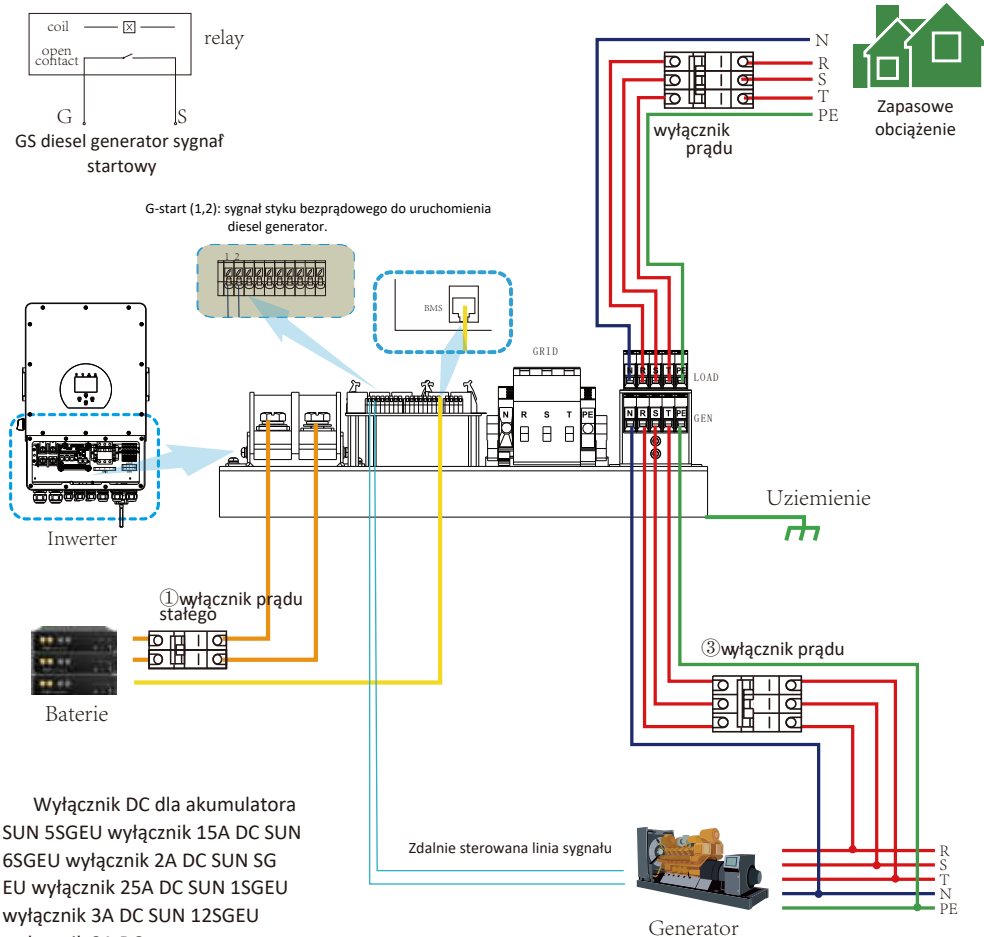 coil
relay
open
contact
G S
GS diesel generator sygnał
startowy
N
R
S
T
PE
wyłącznik
prądu
Zapasowe
obciążenie
G-start (1,2): sygnał styku bezprądowego do uruchomienia
diesel generator.
1 2
BMS
GRID
N R S T PE
LOAD
N R S T PE
N R S T PE
GEN
Inwerter
Uziemienie
①wyłącznik prądu
stałego
③wyłącznik prądu
Baterie
Wyłącznik DC dla akumulatora
SUN 5SGEU wyłącznik 15A DC SUN
6SGEU wyłącznik 2A DC SUN SG
EU wyłącznik 25A DC SUN 1SGEU
wyłącznik 3A DC SUN 12SGEU
Zdalnie sterowana linia sygnału
R
S
T
N
PE
Generator